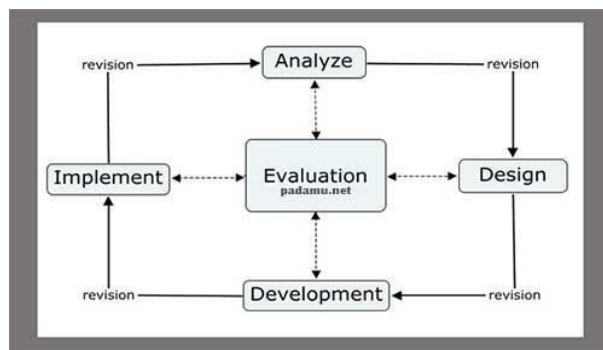 revision
Analyze
revision
Implement
Evaluation
padamu.net
Design
revision
Development
revision